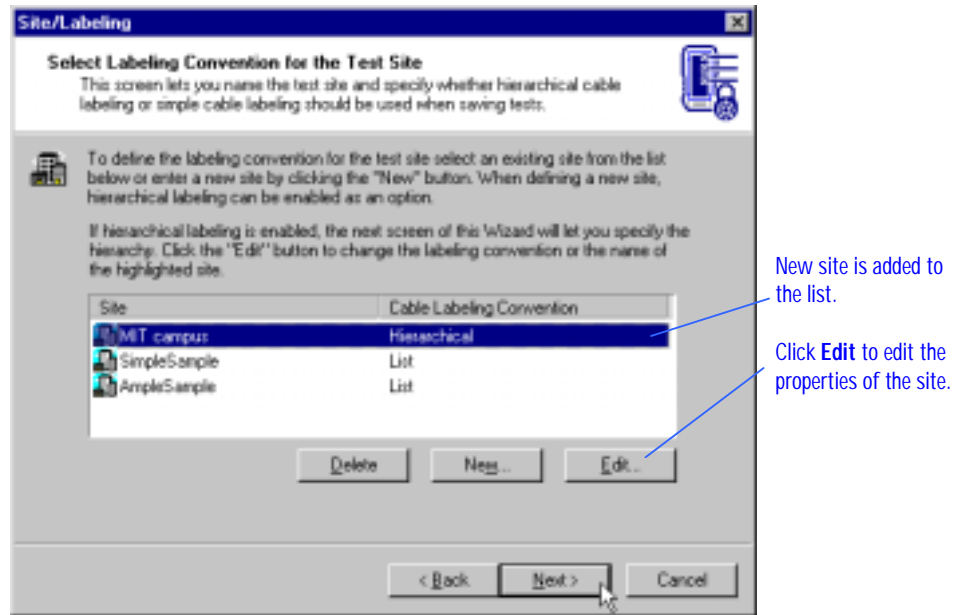 Site/Labeling
Select Labeling Convention for the Test Site
This screen lets you name the test site and specify whether hierarchical cable
labeling or simple cable labeling should be used when saving tests.
To define the labeling convention for the test site select an existing site from the list
below or enter a new site by clicking the "New" button. When defining a new site,
hierarchical labeling can be enabled as an option.
If hierarchical labeling is enabled, the next screen of this Wizard will let you specify the
hierarchy. Click the "Edit" button to change the labeling convention or the name of
the highlighted site.
Site Cable Labeling Convention
MIT campus Hierarchical
SimpleSample List
AmpleSample List
Delete New... Edit...
< Back Next > Cancel
New site is added to
the list.
Click Edit to edit the
properties of the site.